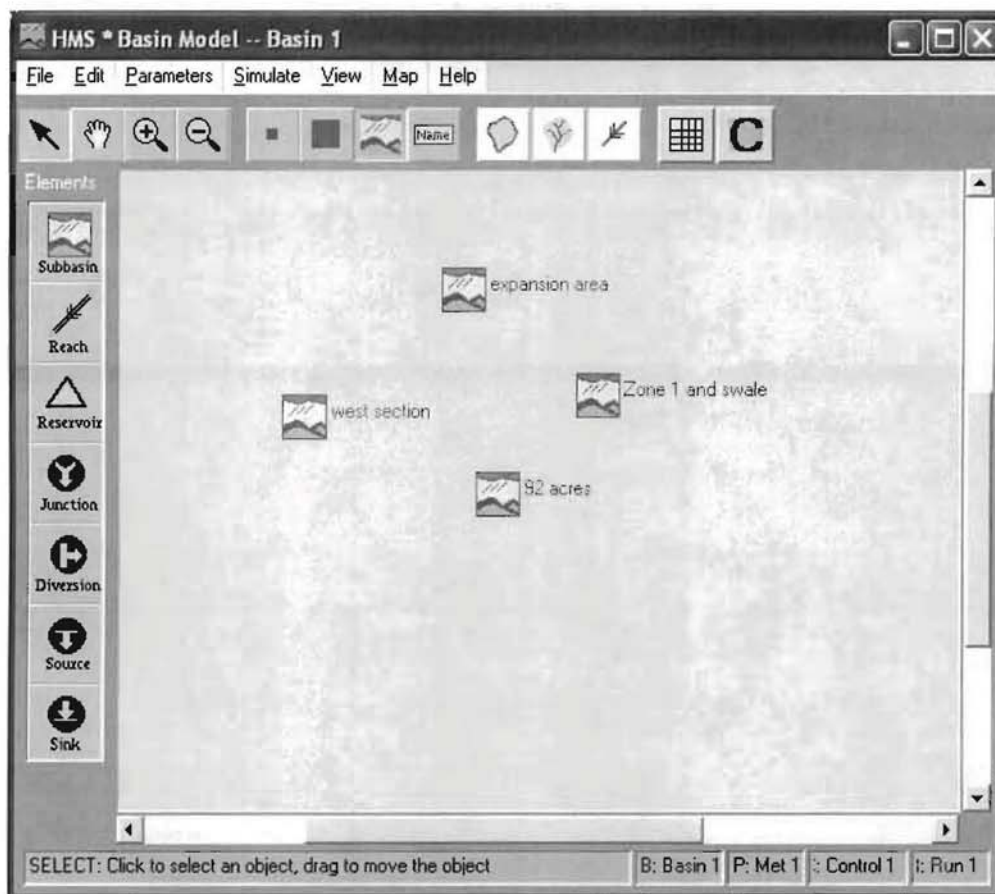 HMS * Basin Model -- Basin 1
File Edit Parameters Simulate View Map Help
Name C
Elements
Subbasin
Reach
Reservoir
Junction
Diversion
Source
Sink
expansion area
Zone 1 and swale
west section
92 acres
SELECT: Click to select an object, drag to move the object
B: Basin 1 P: Met 1 : Control 1 : Run 1